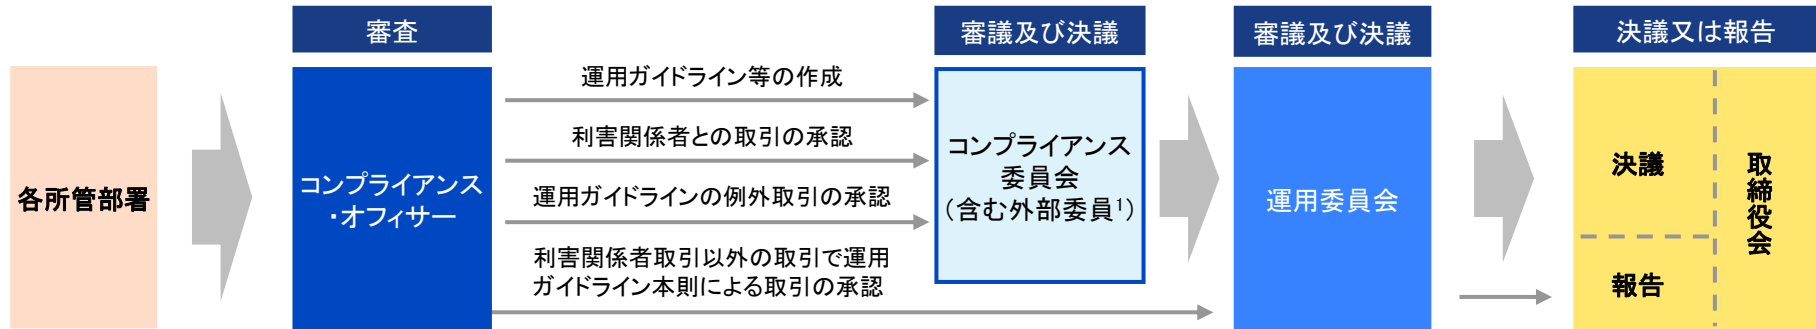 審査
審議及び決議
審議及び決議
決議又は報告
各所管部署
コンプライアンス
・オフィサー
運用ガイドライン等の作成
利害関係者との取引の承認
運用ガイドラインの例外取引の承認
利害関係者取引以外の取引で運用
ガイドライン本則による取引の承認
コンプライアンス
委員会
（含む外部委員1）
運用委員会
決議
報告
取締役会